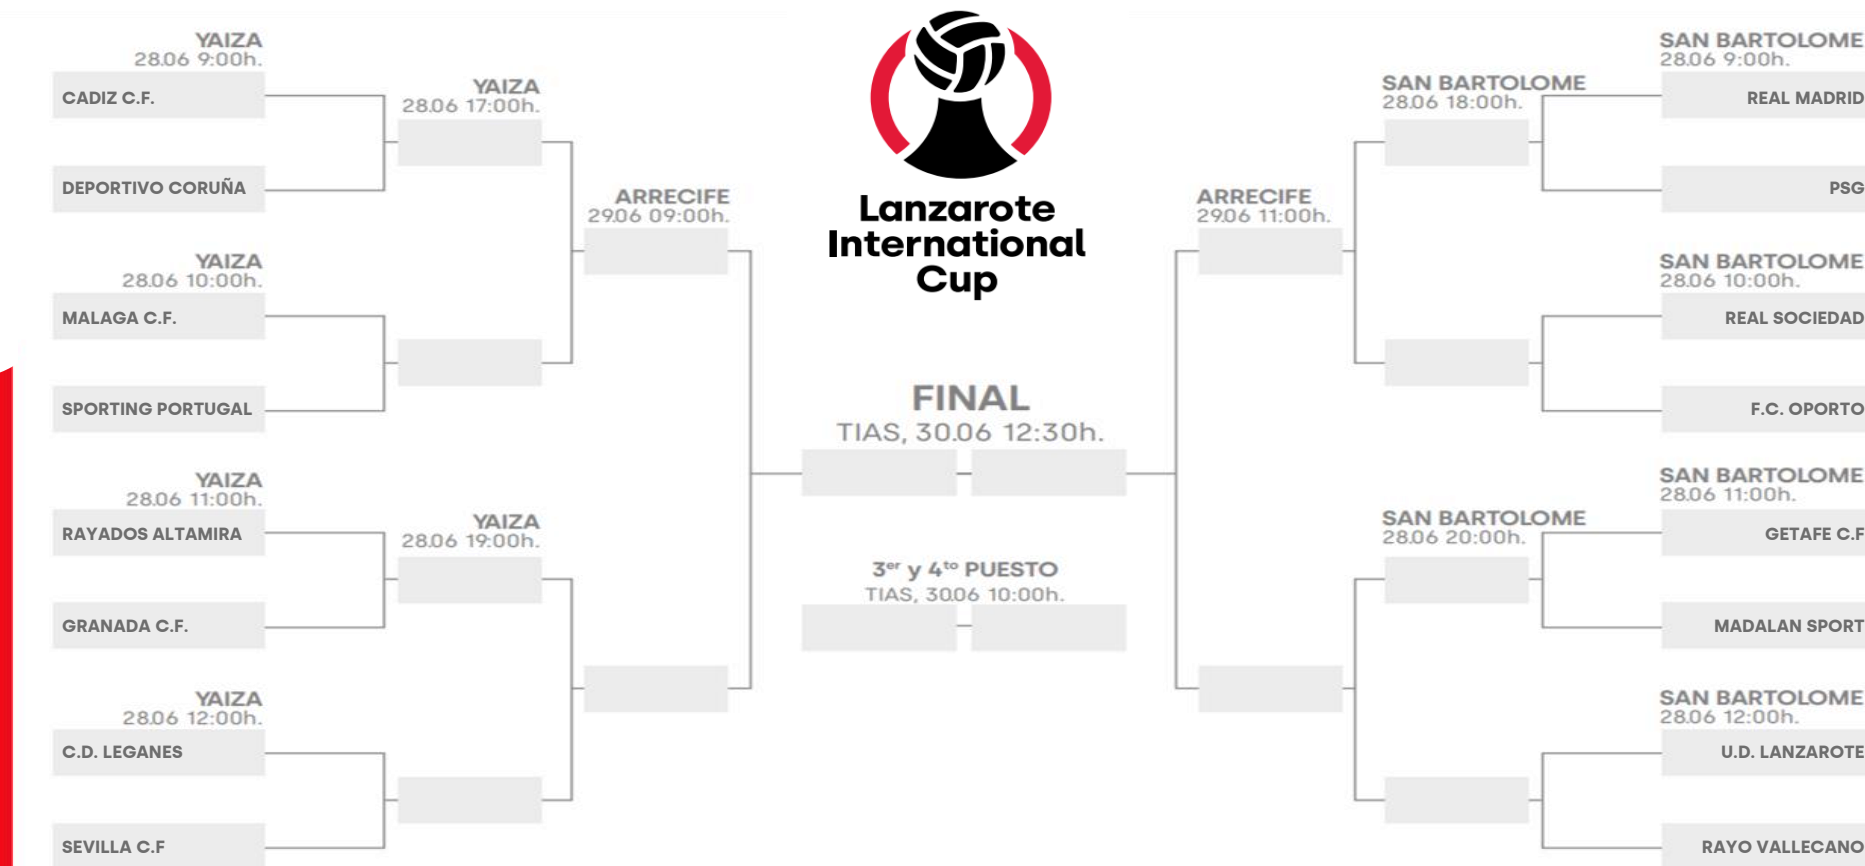 YAIZA
28.06 9:00h.
CADIZ C.F.
DEPORTIVO CORUÑA
YAIZA
28.06 10:00h.
MALAGA C.F.
SPORTING PORTUGAL
YAIZA
28.06 11:00h.
RAYADOS ALTAMIRA
GRANADA C.F.
YAIZA
28.06 12:00h.
C.D. LEGANES
SEVILLA C.F
YAIZA
28.06 17:00h.
YAIZA
28.06 19:00h.
ARRECIFE
29.06 09:00h.
Lanzarote
International
Cup
FINAL
TIAS, 30.06 12:30h.
3er y 4to PUESTO
TIAS, 30.06 10:00h.
ARRECIFE
29.06 11:00h.
SAN BARTOLOME
28.06 18:00h.
SAN BARTOLOME
28.06 20:00h.
SAN BARTOLOME
28.06 9:00h.
REAL MADRID
PSG
SAN BARTOLOME
28.06 10:00h.
REAL SOCIEDAD
F.C. OPORTO
SAN BARTOLOME
28.06 11:00h.
GETAFE C.F
MADALAN SPORT
SAN BARTOLOME
28.06 12:00h.
U.D. LANZAROTE
RAYO VALLECANO